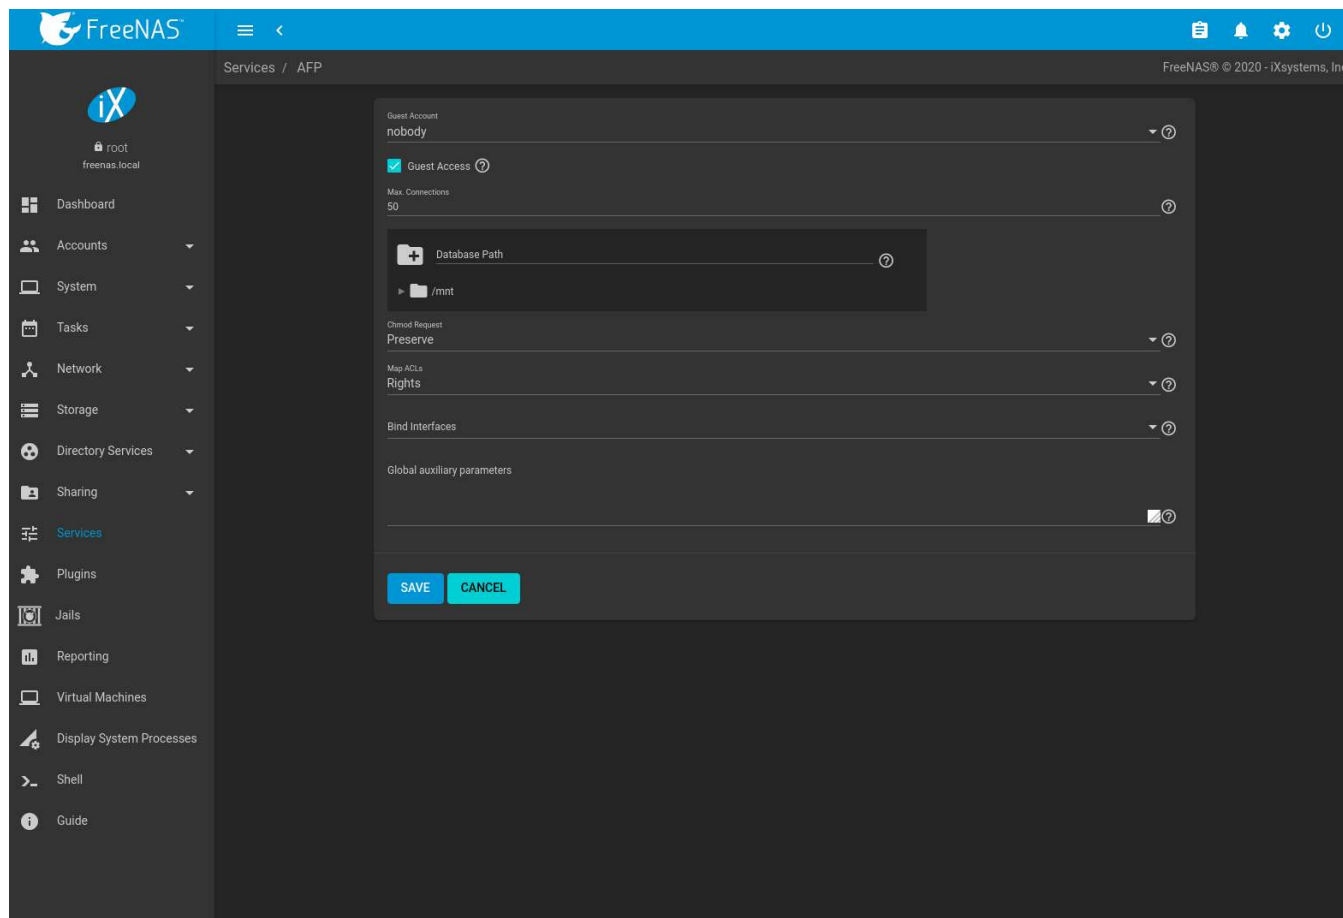 FreeNAS™
Services / AFP
FreeNAS® © 2020 - iXsystems, Inc
iX
root
freenas.local
Dashboard
Accounts
System
Tasks
Network
Storage
Directory Services
Sharing
Services
Plugins
Jails
Reporting
Virtual Machines
Display System Processes
Shell
Guide
Guest Account
nobody
Guest Access
Max. Connections
50
Database Path
/mnt
Chmod Request
Preserve
Map ACLs
Rights
Bind Interfaces
Global auxiliary parameters
SAVE CANCEL